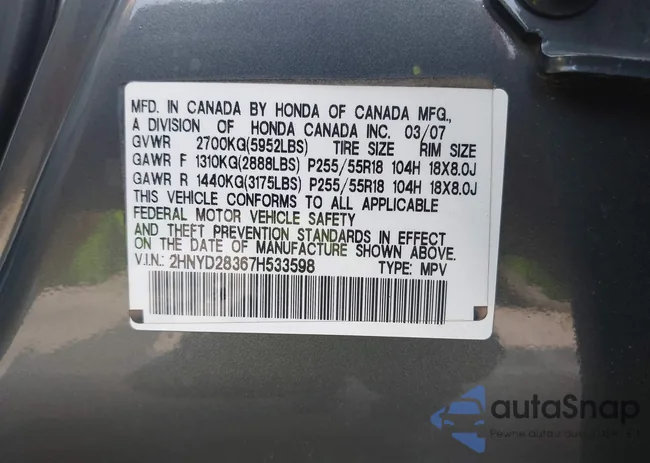 MFD. IN CANADA BY HONDA OF CANADA MFG.,
A DIVISION OF HONDA CANADA INC. 03/07
GVWR 2700KG(5952LBS) TIRE SIZE RIM SIZE
GAWR F 1310KG(2888LBS) P255/55R18 104H 18X8.0J
GAWR R 1440KG(3175LBS) P255/55R18 104H 18X8.0J
THIS VEHICLE CONFORMS TO ALL APPLICABLE
FEDERAL MOTOR VEHICLE SAFETY
AND THEFT PREVENTION STANDARDS IN EFFECT
ON THE DATE OF MANUFACTURE SHOWN ABOVE.
V.I.N.: 2HNYD28367H533598 TYPE: MPV
autoSnap
Pewne auta z